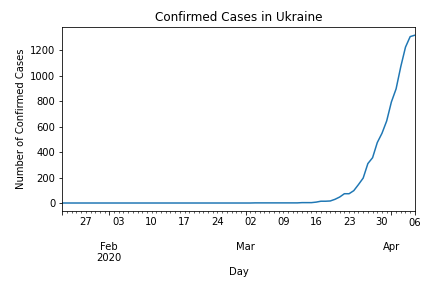 Confirmed Cases in Ukraine
Number of Confirmed Cases
1200
1000
800
600
400
200
0
27 03 10 17 24 02 09 16 23 30 06
Feb Mar Apr
2020
Day